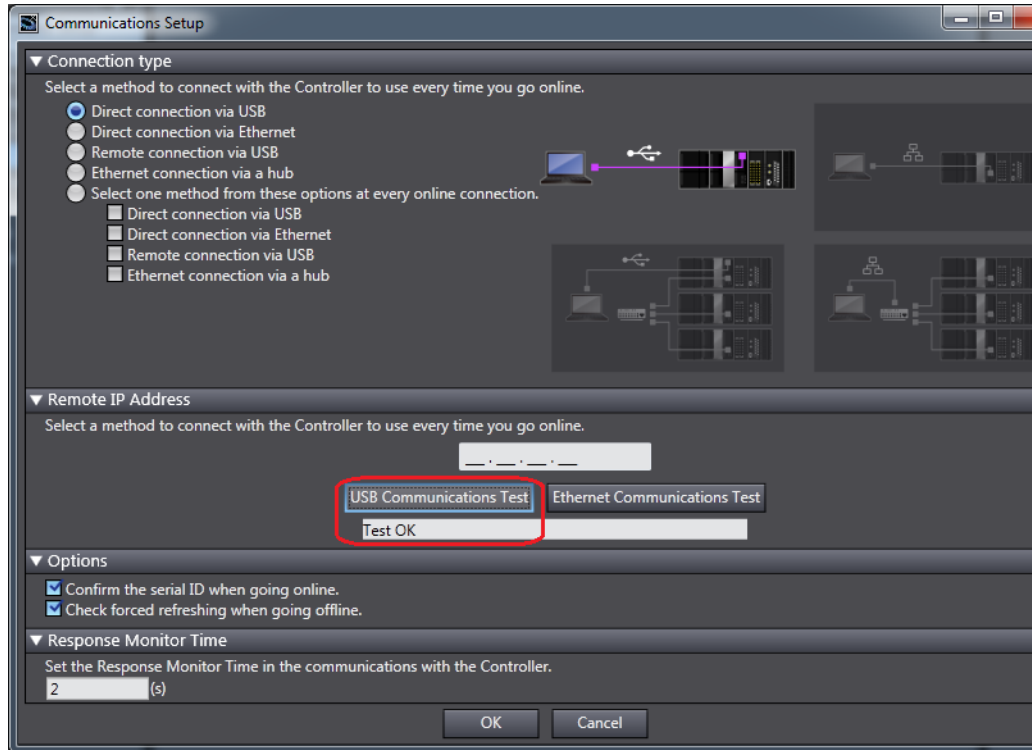 Communications Setup
▼ Connection type
Select a method to connect with the Controller to use every time you go online.
Direct connection via USB
Direct connection via Ethernet
Remote connection via USB
Ethernet connection via a hub
Select one method from these options at every online connection.
Direct connection via USB
Direct connection via Ethernet
Remote connection via USB
Ethernet connection via a hub
▼ Remote IP Address
Select a method to connect with the Controller to use every time you go online.
__.__.__.__
USB Communications Test Ethernet Communications Test
Test OK
▼ Options
Confirm the serial ID when going online.
Check forced refreshing when going offline.
▼ Response Monitor Time
Set the Response Monitor Time in the communications with the Controller.
2 (s)
OK Cancel